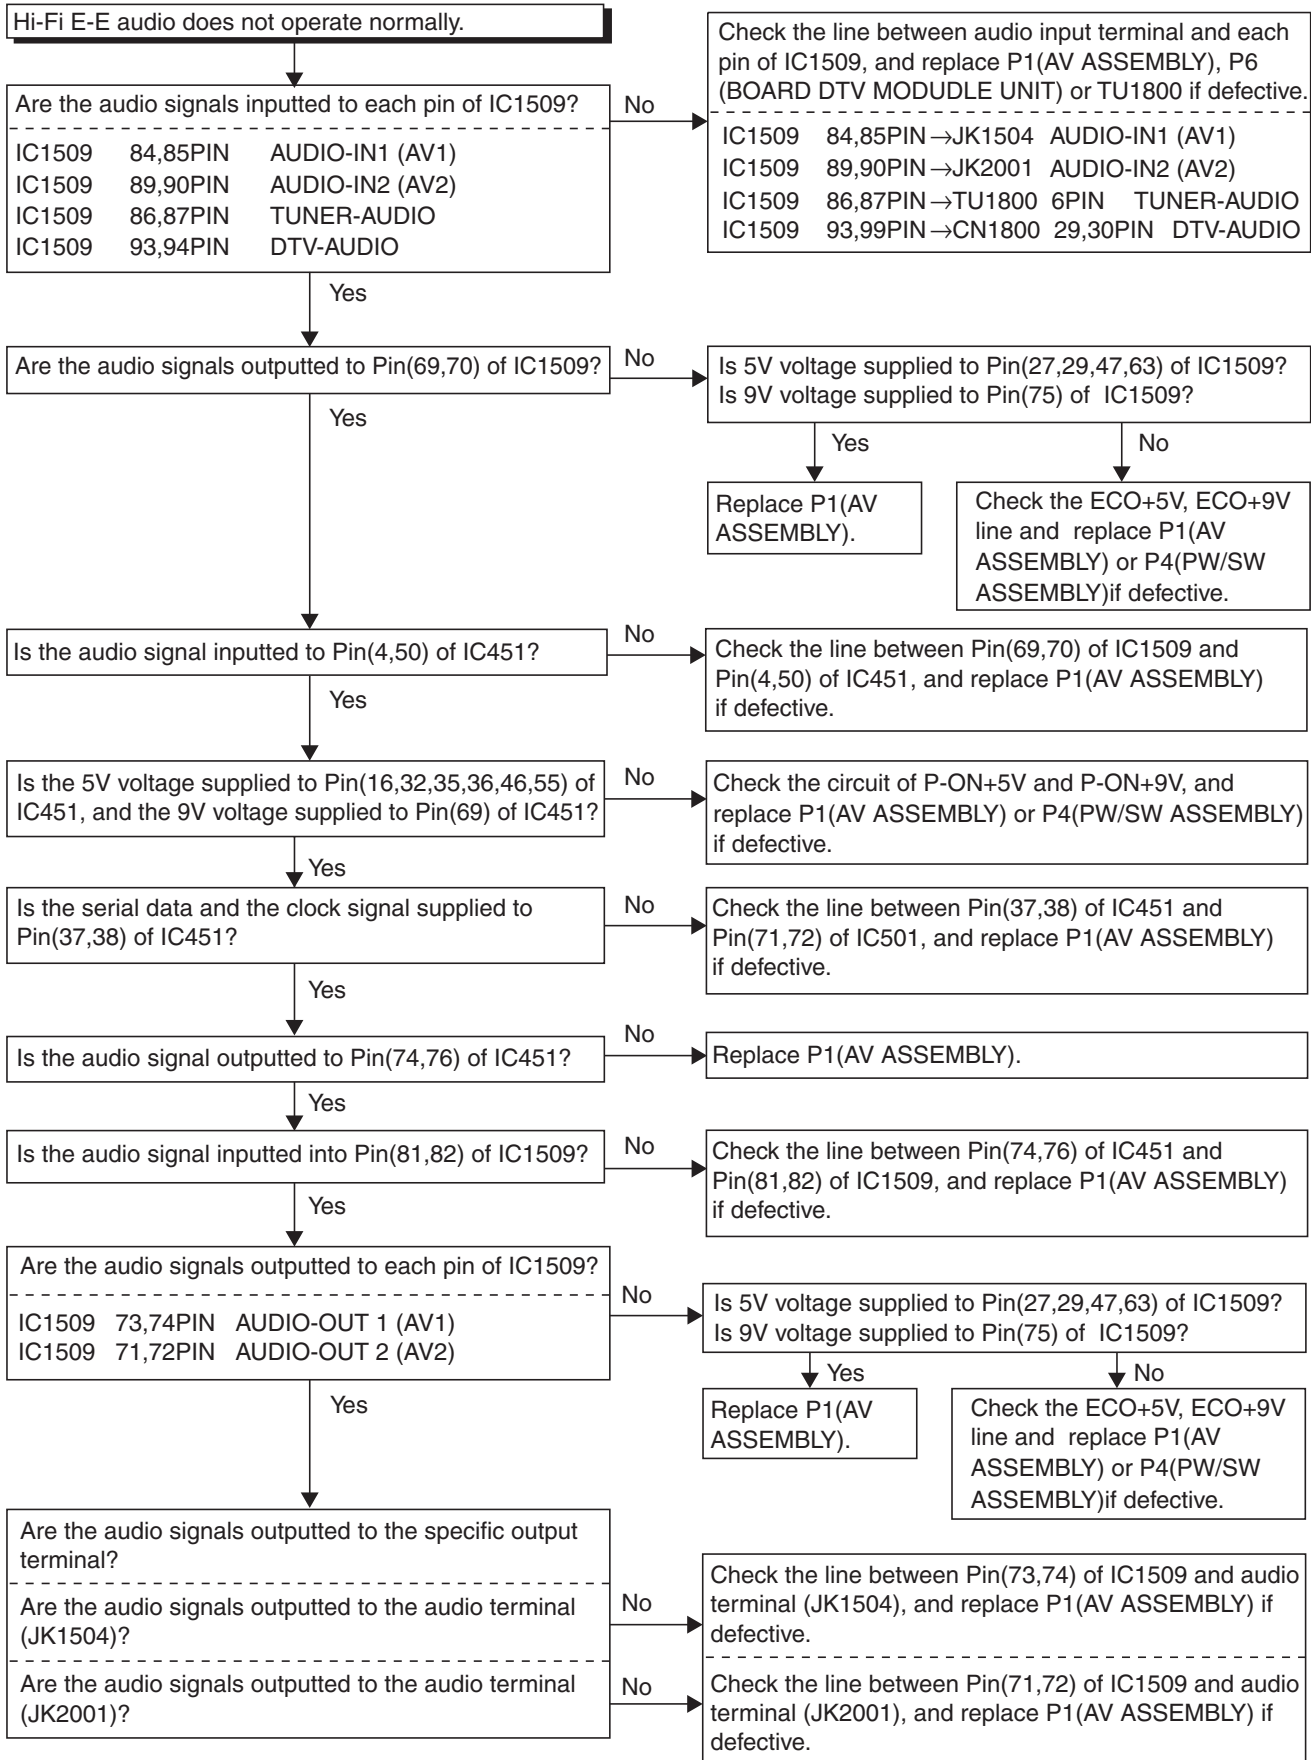 Hi-Fi E-E audio does not operate normally.
Are the audio signals inputted to each pin of IC1509?
IC1509 84,85PIN AUDIO-IN1 (AV1)
IC1509 89,90PIN AUDIO-IN2 (AV2)
IC1509 86,87PIN TUNER-AUDIO
IC1509 93,94PIN DTV-AUDIO
No
Check the line between audio input terminal and each
pin of IC1509, and replace P1(AV ASSEMBLY), P6
(BOARD DTV MODUDLE UNIT) or TU1800 if defective.
IC1509 84,85PIN→JK1504 AUDIO-IN1 (AV1)
IC1509 89,90PIN→JK2001 AUDIO-IN2 (AV2)
IC1509 86,87PIN→TU1800 6PIN TUNER-AUDIO
IC1509 93,99PIN→CN1800 29,30PIN DTV-AUDIO
Yes
Are the audio signals outputted to Pin(69,70) of IC1509?
No
Is 5V voltage supplied to Pin(27,29,47,63) of IC1509?
Is 9V voltage supplied to Pin(75) of IC1509?
Yes
Replace P1(AV
ASSEMBLY).
No
Check the ECO+5V, ECO+9V
line and replace P1(AV
ASSEMBLY) or P4(PW/SW
ASSEMBLY)if defective.
Yes
Is the audio signal inputted to Pin(4,50) of IC451?
No
Check the line between Pin(69,70) of IC1509 and
Pin(4,50) of IC451, and replace P1(AV ASSEMBLY)
if defective.
Yes
Is the 5V voltage supplied to Pin(16,32,35,36,46,55) of
IC451, and the 9V voltage supplied to Pin(69) of IC451?
No
Check the circuit of P-ON+5V and P-ON+9V, and
replace P1(AV ASSEMBLY) or P4(PW/SW ASSEMBLY)
if defective.
Yes
Is the serial data and the clock signal supplied to
Pin(37,38) of IC451?
No
Check the line between Pin(37,38) of IC451 and
Pin(71,72) of IC501, and replace P1(AV ASSEMBLY)
if defective.
Yes
Is the audio signal outputted to Pin(74,76) of IC451?
No
Replace P1(AV ASSEMBLY).
Yes
Is the audio signal inputted into Pin(81,82) of IC1509?
No
Check the line between Pin(74,76) of IC451 and
Pin(81,82) of IC1509, and replace P1(AV ASSEMBLY)
if defective.
Yes
Are the audio signals outputted to each pin of IC1509?
IC1509 73,74PIN AUDIO-OUT 1 (AV1)
IC1509 71,72PIN AUDIO-OUT 2 (AV2)
No
Is 5V voltage supplied to Pin(27,29,47,63) of IC1509?
Is 9V voltage supplied to Pin(75) of IC1509?
Yes
Replace P1(AV
ASSEMBLY).
No
Check the ECO+5V, ECO+9V
line and replace P1(AV
ASSEMBLY) or P4(PW/SW
ASSEMBLY)if defective.
Yes
Are the audio signals outputted to the specific output
terminal?
Are the audio signals outputted to the audio terminal
(JK1504)?
No
Check the line between Pin(73,74) of IC1509 and audio
terminal (JK1504), and replace P1(AV ASSEMBLY) if
defective.
Are the audio signals outputted to the audio terminal
(JK2001)?
No
Check the line between Pin(71,72) of IC1509 and audio
terminal (JK2001), and replace P1(AV ASSEMBLY) if
defective.